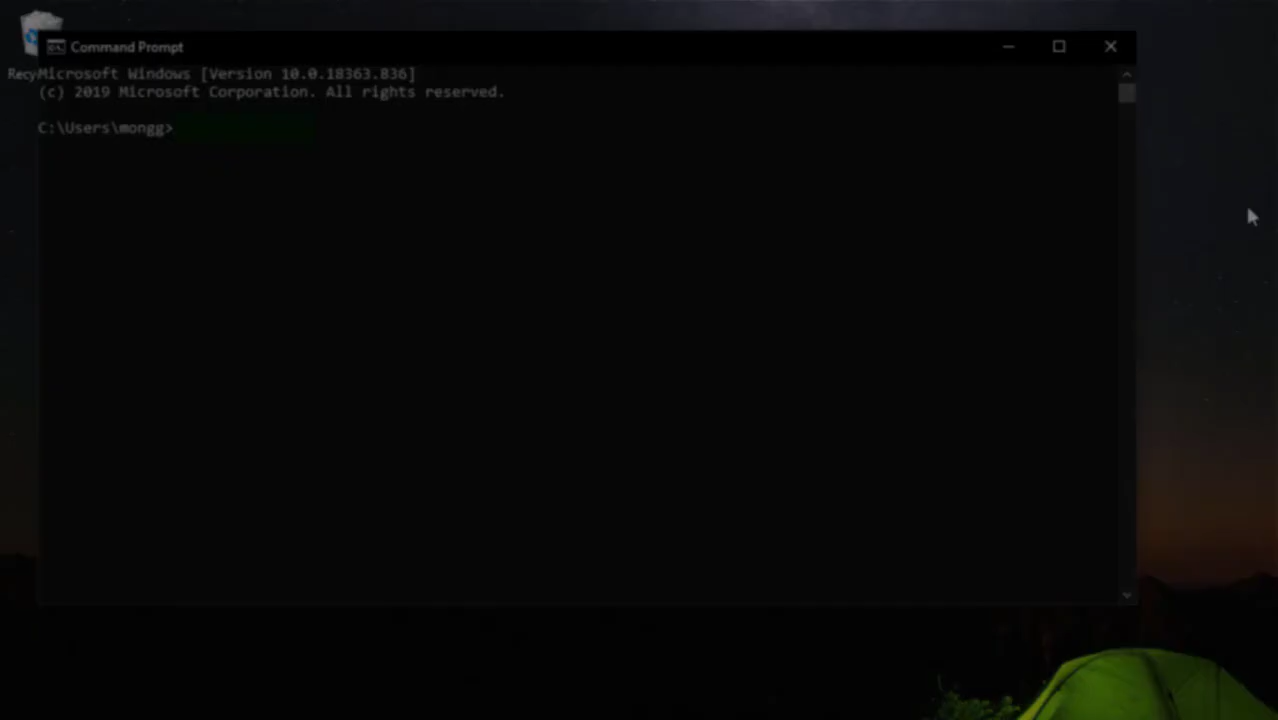 Command Prompt
Recy
Microsoft Windows [Version 10.0.18363.836]
(c) 2019 Microsoft Corporation. All rights reserved.
C:\Users\mongg>